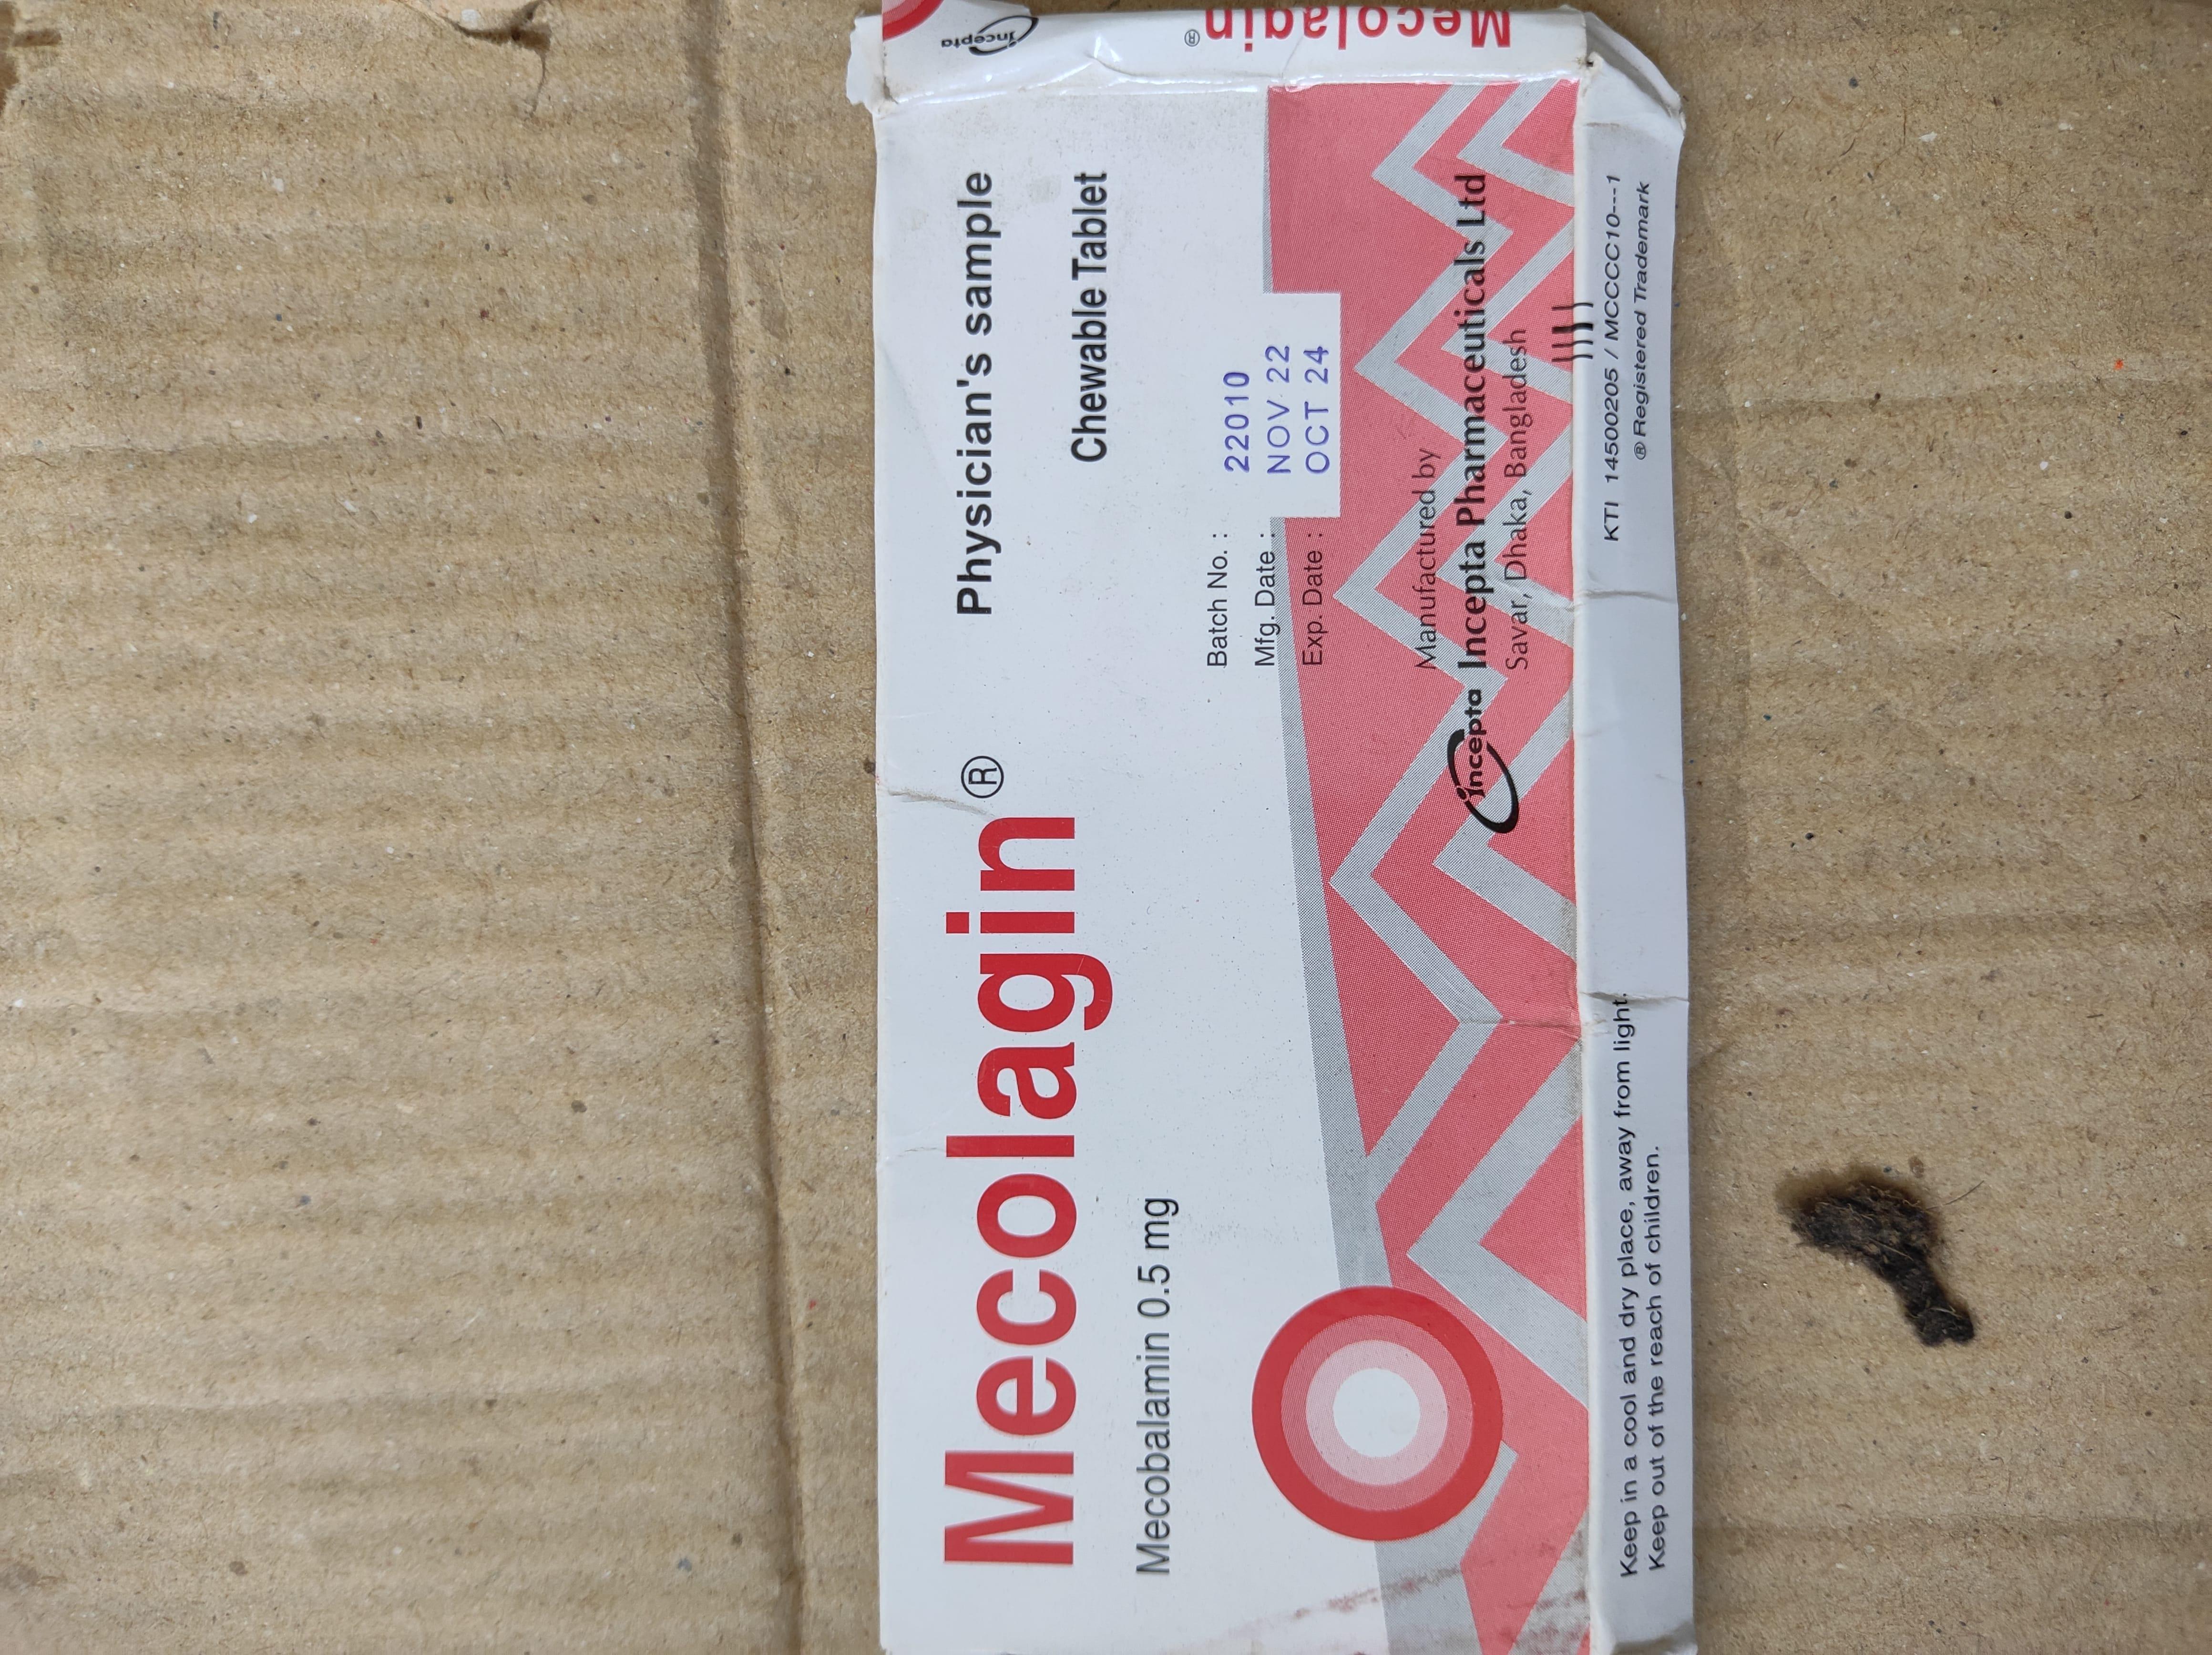 Mecolagin®
Physician's sample
Chewable Tablet
Mecobalamin 0.5 mg
Batch No. : 22010
Mfg. Date : NOV 22
Exp. Date : OCT 24
Manufactured by
incepta Incepta Pharmaceuticals Ltd
Savar, Dhaka, Bangladesh
Keep in a cool and dry place, away from light.
Keep out of the reach of children.
KTI 14500205 / MCCCC10---1
® Registered Trademark
incepta
Mecolagin®